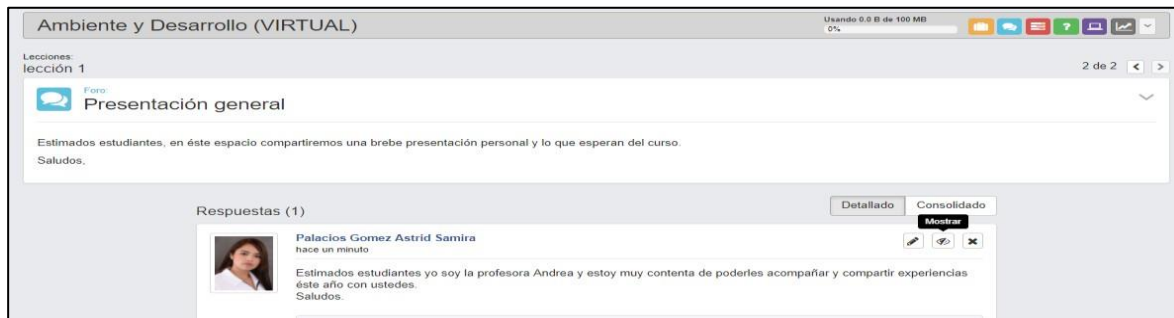 Ambiente y Desarrollo (VIRTUAL)
Usando 0.0 B de 100 MB
0%
?
Lecciones:
lección 1
2 de 2 < >
Foro:
Presentación general
Estimados estudiantes, en éste espacio compartiremos una brebe presentación personal y lo que esperan del curso.
Saludos,
Respuestas (1)
Detallado Consolidado
Mostrar
Palacios Gomez Astrid Samira
hace un minuto
Estimados estudiantes yo soy la profesora Andrea y estoy muy contenta de poderles acompañar y compartir experiencias
éste año con ustedes.
Saludos.